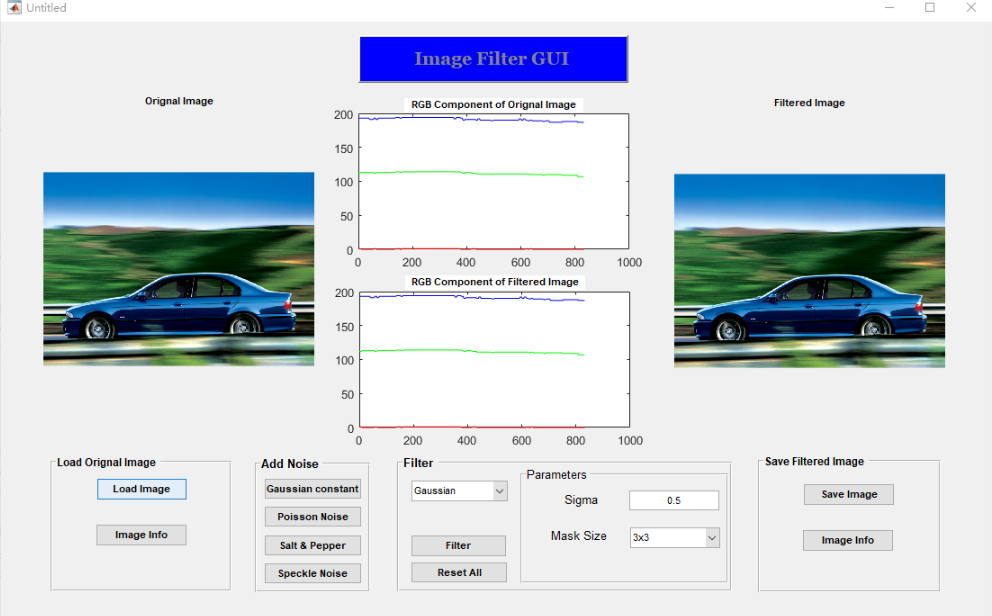 Untitled
Image Filter GUI
Orignal Image
RGB Component of Orignal Image
Filtered Image
200
150
100
50
0
0 200 400 600 800 1000
RGB Component of Filtered Image
200
150
100
50
0
0 200 400 600 800 1000
Load Orignal Image
Load Image
Image Info
Add Noise
Gaussian constant
Poisson Noise
Salt & Pepper
Speckle Noise
Filter
Gaussian
Filter
Reset All
Parameters
Sigma 0.5
Mask Size 3x3
Save Filtered Image
Save Image
Image Info